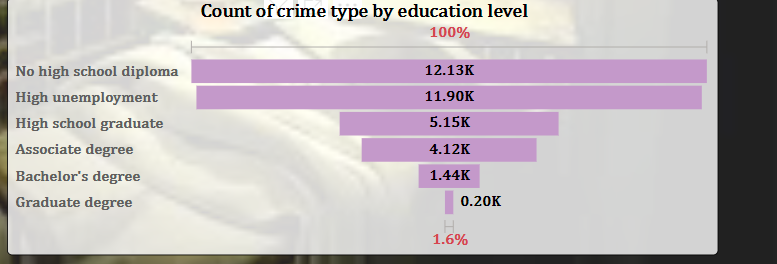 Count of crime type by education level
100%
No high school diploma 12.13K
High unemployment 11.90K
High school graduate 5.15K
Associate degree 4.12K
Bachelor's degree 1.44K
Graduate degree 0.20K
1.6%